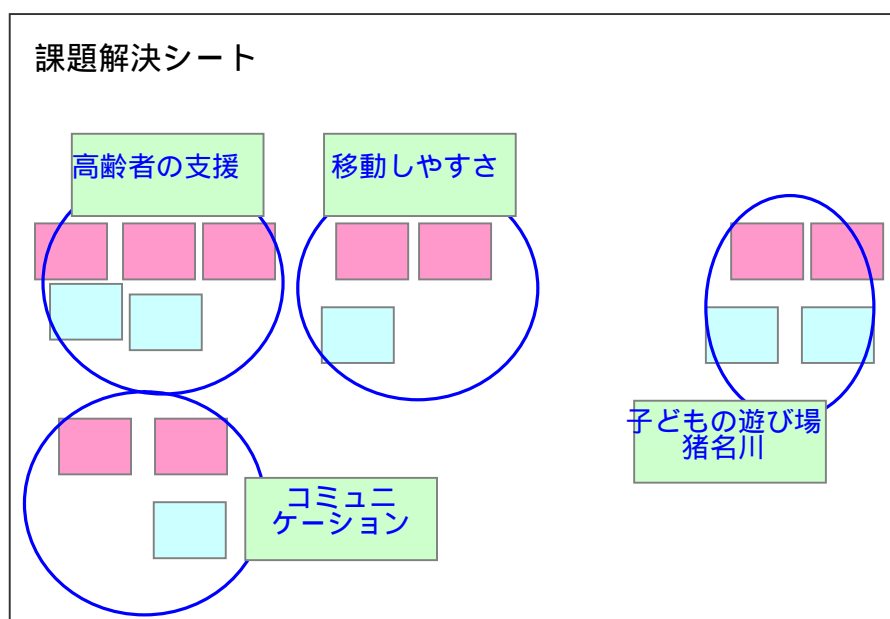 課題解決シート
高齢者の支援
移動しやすさ
子どもの遊び場
猪名川
コミュニ
ケーション